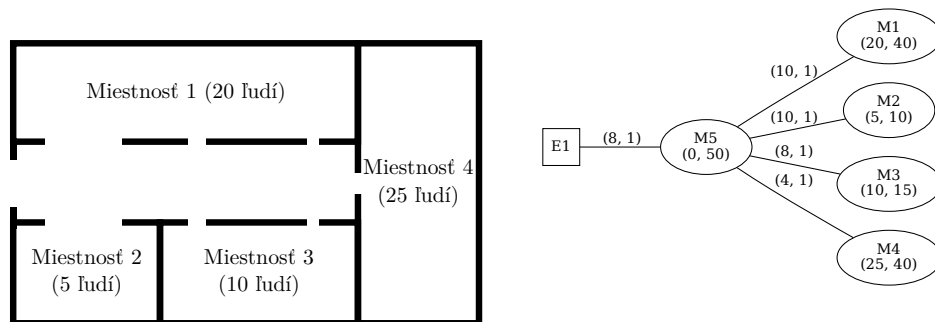 Miestnosť 1 (20 ľudí)
Miestnosť 4
(25 ľudí)
Miestnosť 2
(5 ľudí)
Miestnosť 3
(10 ľudí)
E1
(8, 1)
M5
(0, 50)
(10, 1)
(10, 1)
(8, 1)
(4, 1)
M1
(20, 40)
M2
(5, 10)
M3
(10, 15)
M4
(25, 40)